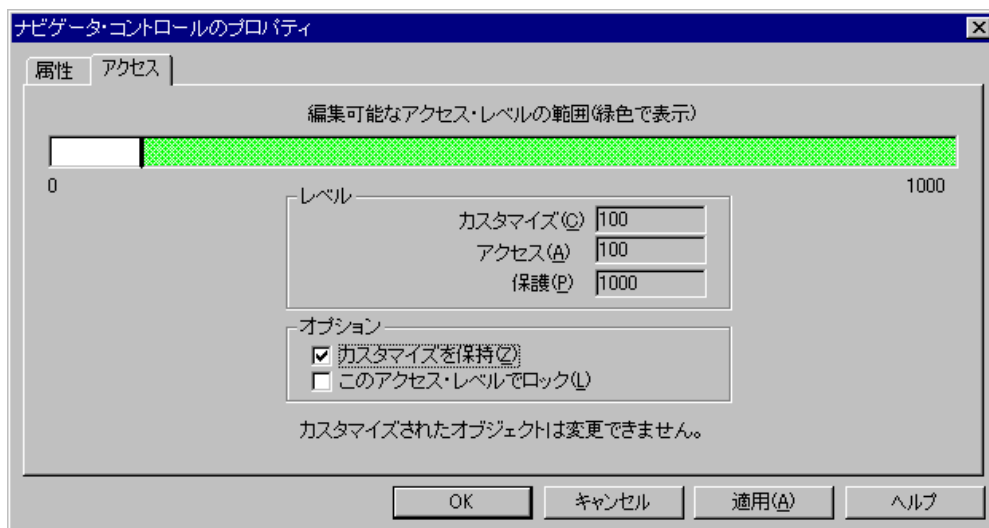 ナビゲータ・コントロールのプロパティ
属性 アクセス
編集可能なアクセス・レベルの範囲(緑色で表示)
0 1000
レベル
カスタマイズ(C) 100
アクセス(A) 100
保護(P) 1000
オプション
カスタマイズを保持(Z)
このアクセス・レベルでロック(L)
カスタマイズされたオブジェクトは変更できません。
OK キャンセル 適用(A) ヘルプ